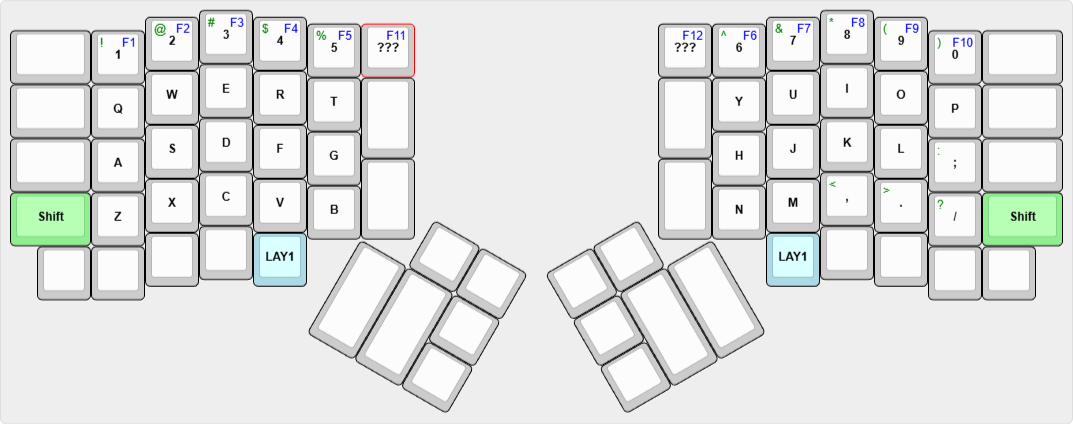 ! F1
1
@ F2
2
# F3
3
$ F4
4
% F5
5
F11
???
F12
???
^ F6
6
& F7
7
* F8
8
( F9
9
) F10
0
Q W E R T
Y U I O P
A S D F G
H J K L
:
;
Shift Z X C V B
N M
<
,
>
.
?
/
Shift
LAY1
LAY1